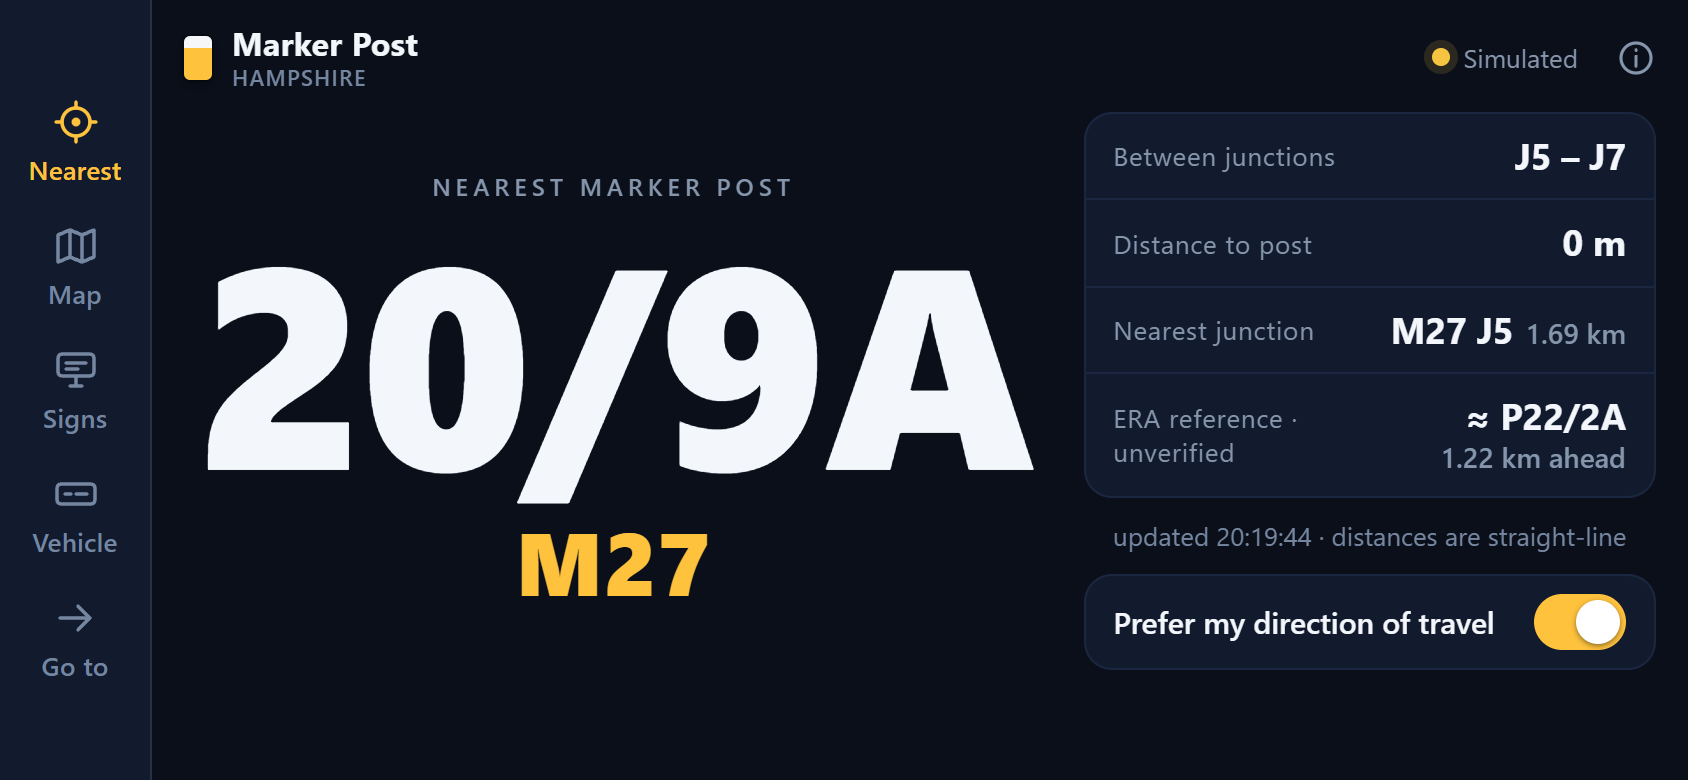 Marker Post
HAMPSHIRE
Simulated
Nearest
Map
Signs
Vehicle
Go to
NEAREST MARKER POST
20/9A
M27
Between junctions J5 – J7
Distance to post 0 m
Nearest junction M27 J5 1.69 km
ERA reference · ≈ P22/2A
unverified 1.22 km ahead
updated 20:19:44 · distances are straight-line
Prefer my direction of travel